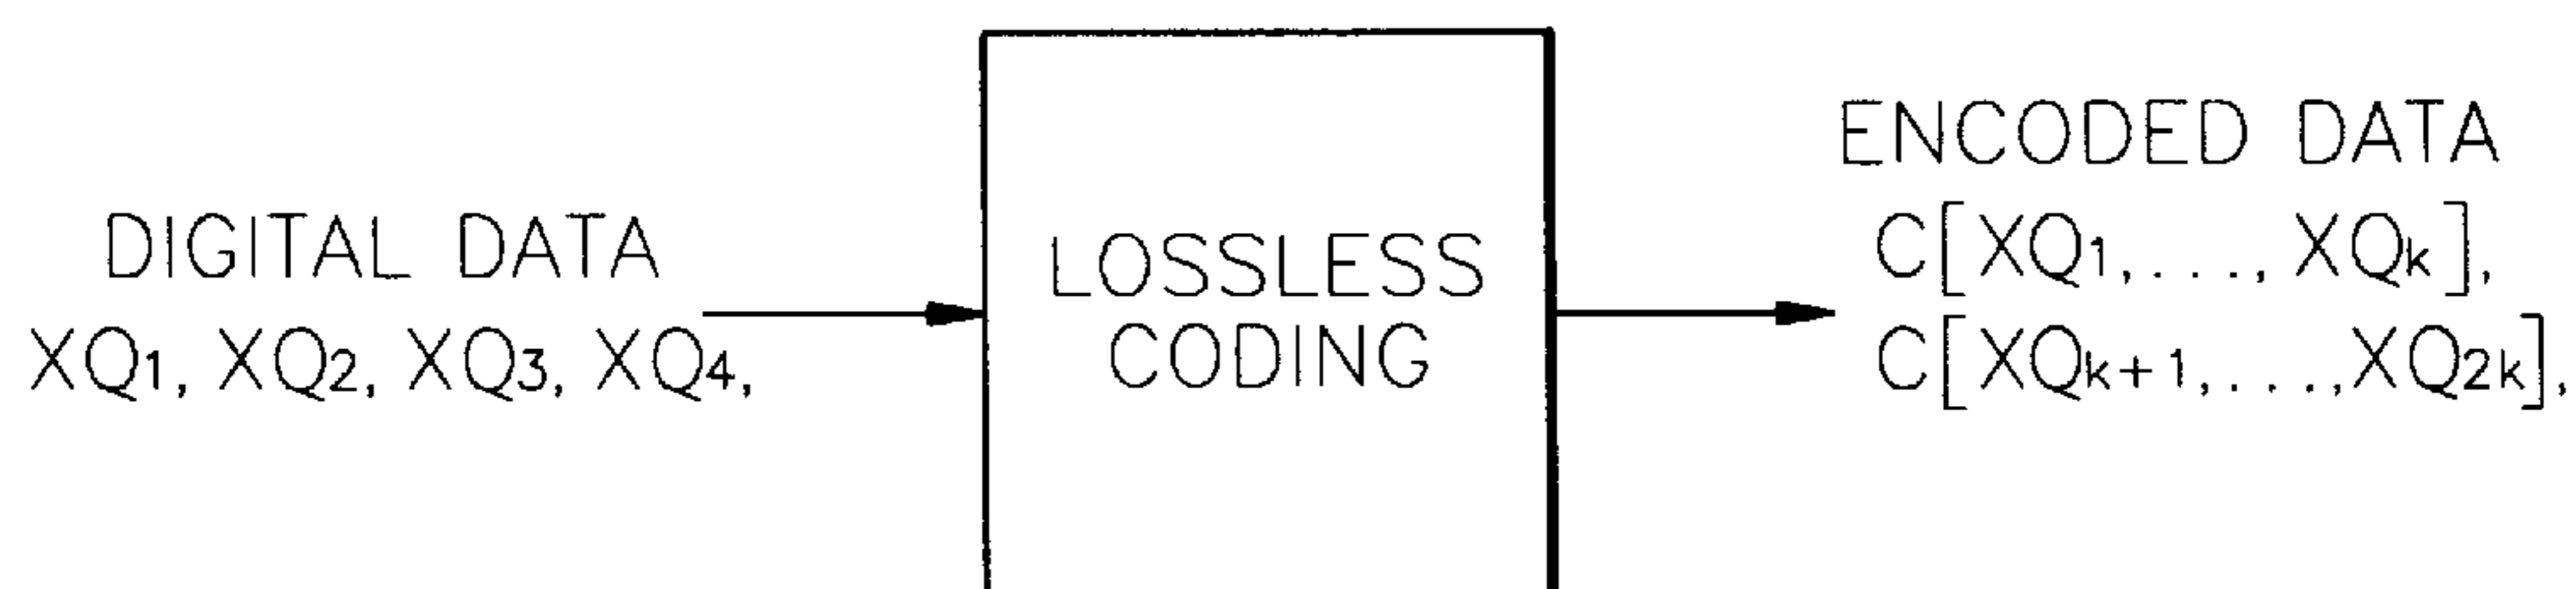 DIGITAL DATA
XQ1, XQ2, XQ3, XQ4,
LOSSLESS
CODING
ENCODED DATA
C[XQ1,..., XQk],
C[XQk+1,...,XQ2k],